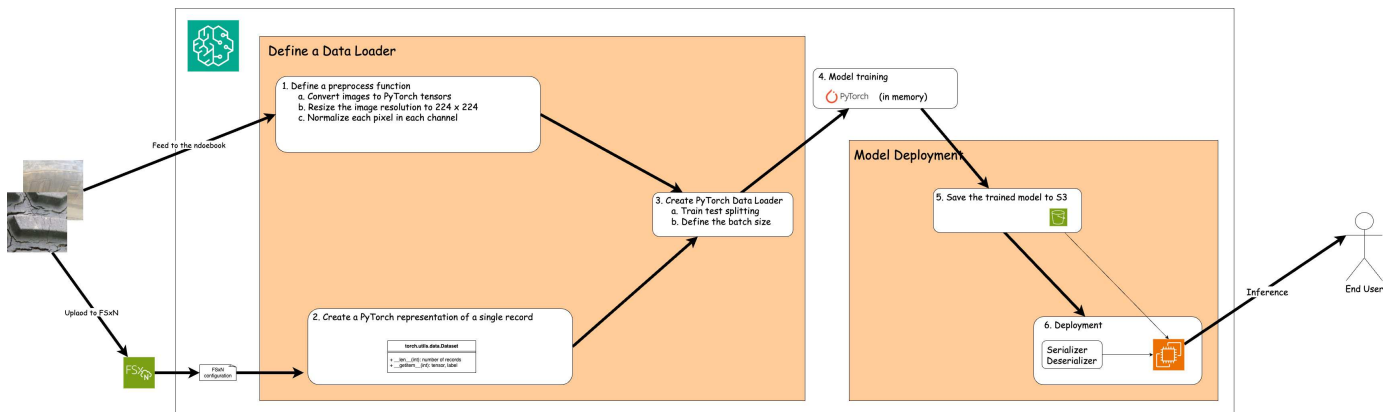 Define a Data Loader
1. Define a preprocess function
a. Convert images to PyTorch tensors
b. Resize the image resolution to 224 x 224
c. Normalize each pixel in each channel
Feed to the ndoebook
4. Model training
PyTorch (in memory)
Model Deployment
3. Create PyTorch Data Loader
a. Train test splitting
b. Define the batch size
5. Save the trained model to S3
Uplaod to FSxN
FSxN
FSxN
configuration
2. Create a PyTorch representation of a single record
torch.utils.data.Dataset
+ __len__(int): number of records
+ __getitem__(int): tensor, label
6. Deployment
Serializer
Deserializer
Inference
End User